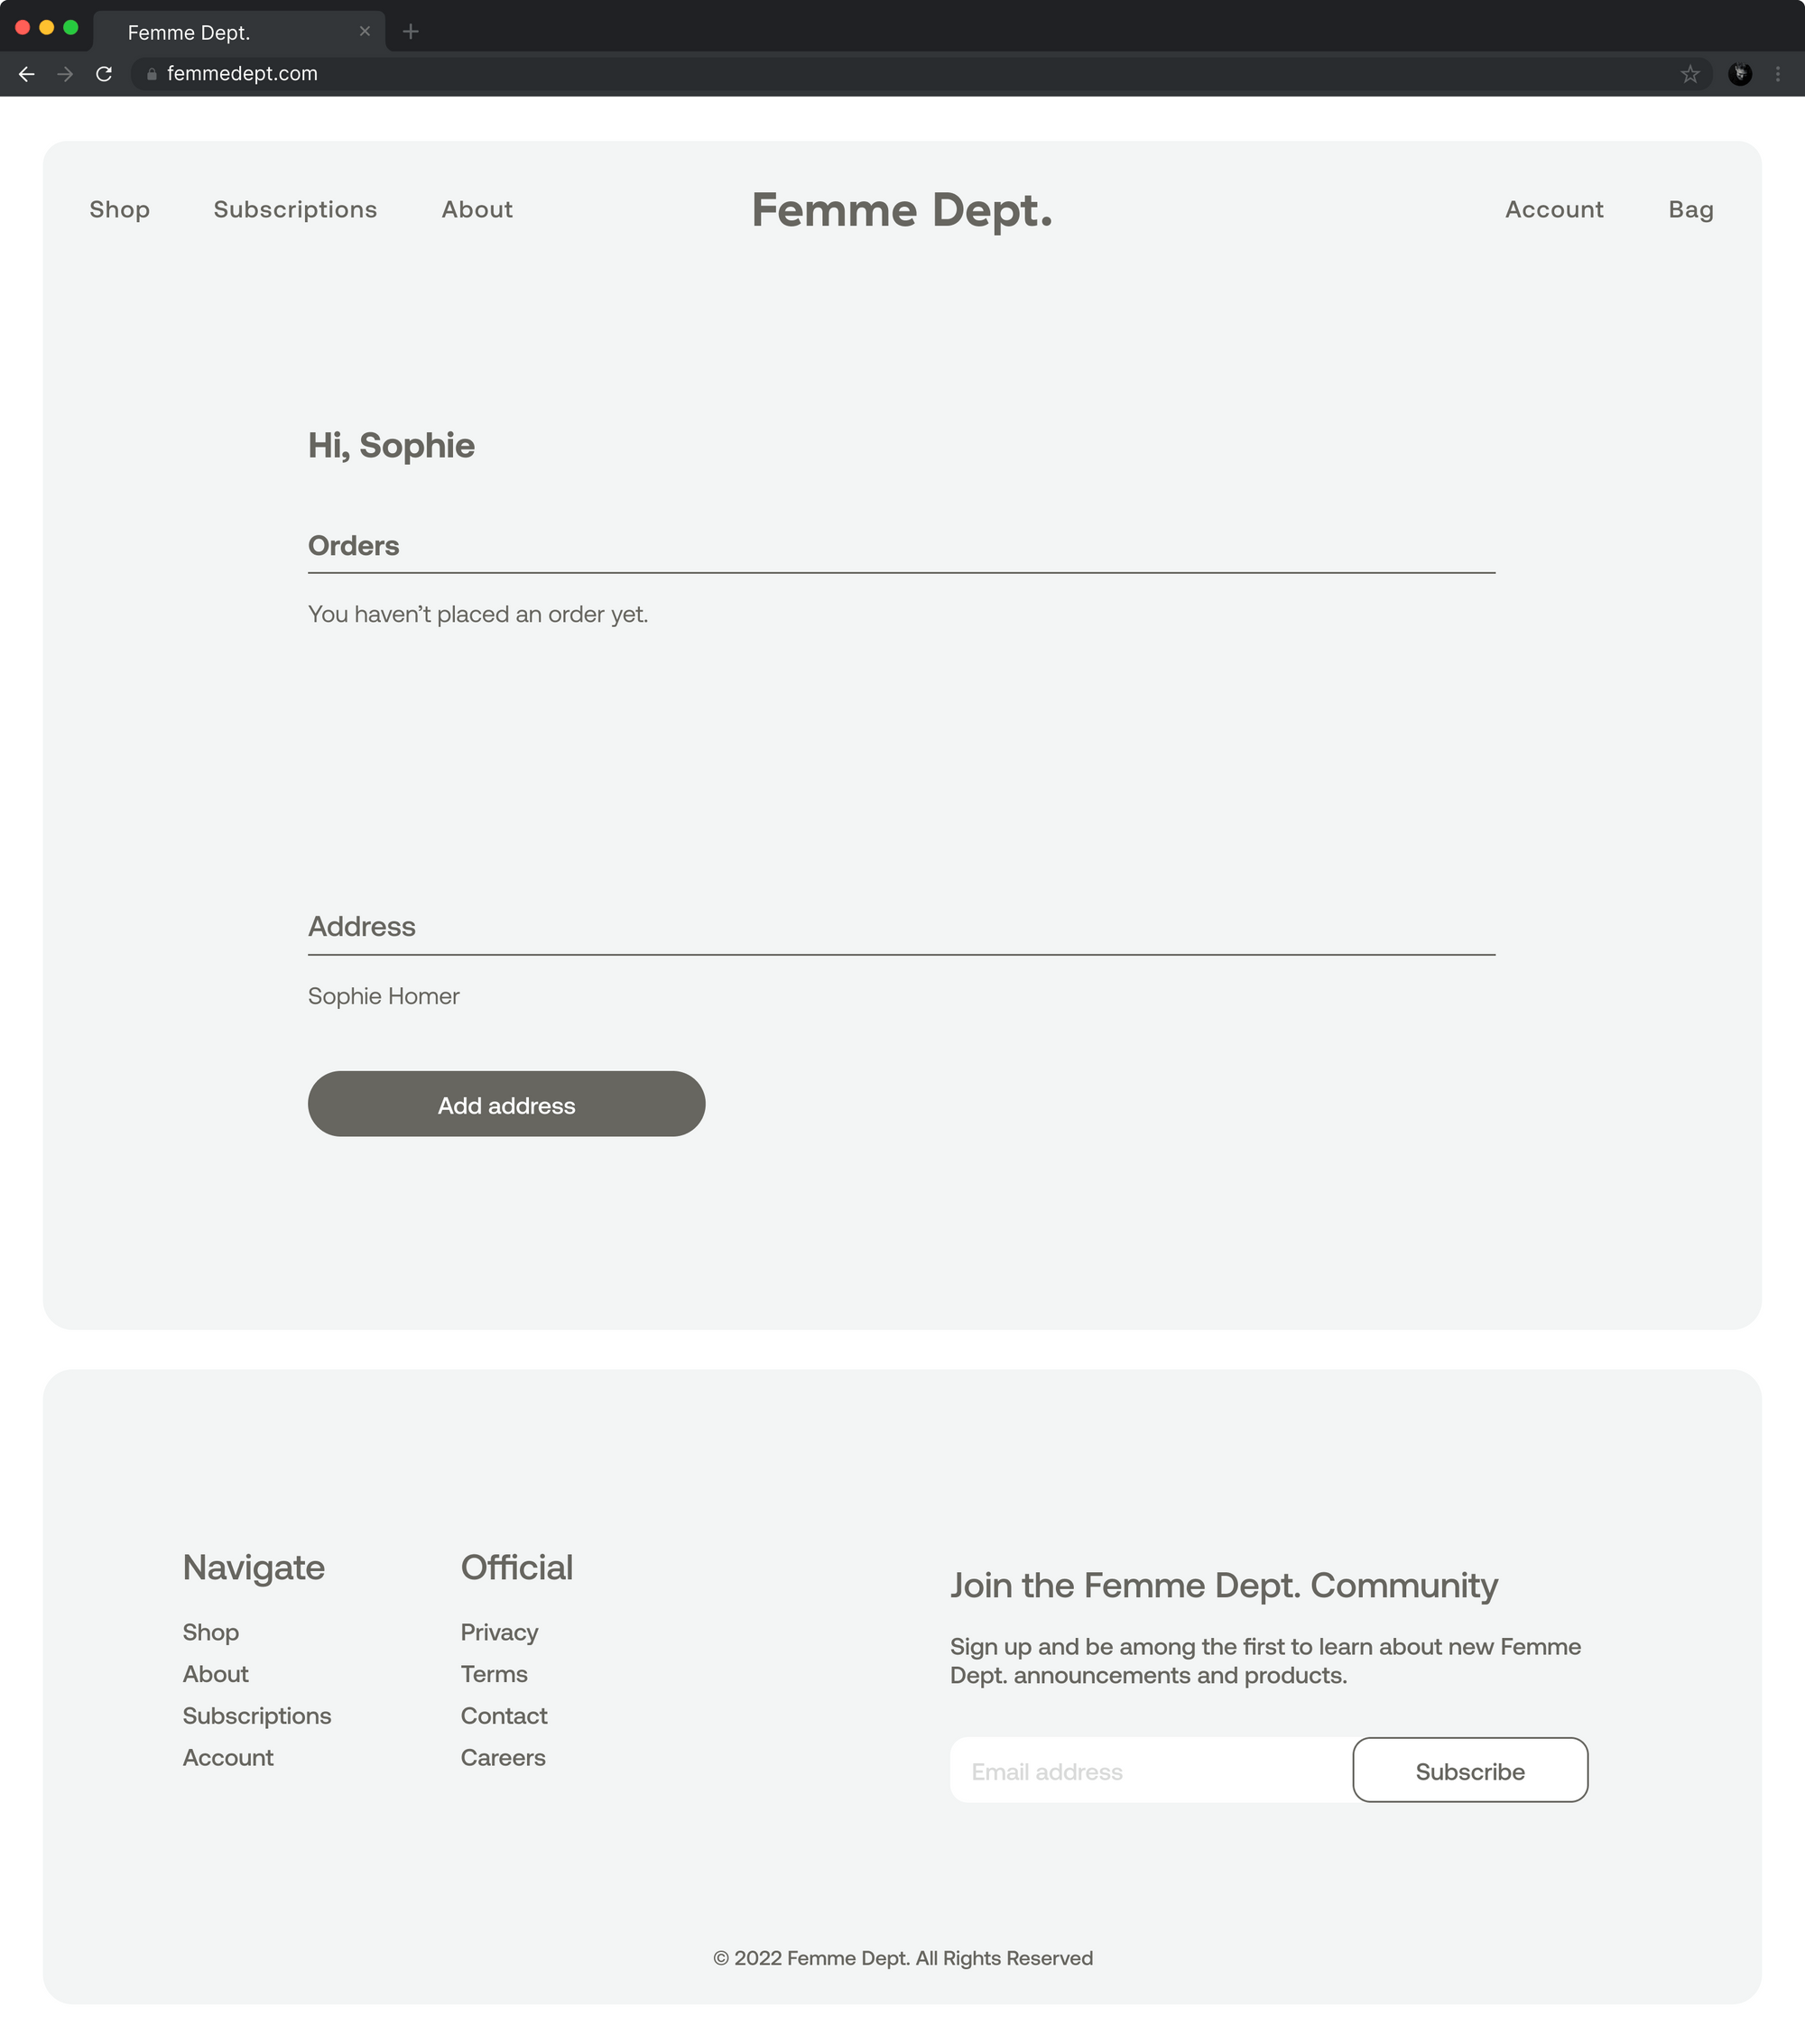 Femme Dept.
femmedept.com
Shop Subscriptions About Femme Dept. Account Bag
Hi, Sophie
Orders
You haven’t placed an order yet.
Address
Sophie Homer
Add address
Navigate
Shop
About
Subscriptions
Account
Official
Privacy
Terms
Contact
Careers
Join the Femme Dept. Community
Sign up and be among the first to learn about new Femme
Dept. announcements and products.
Email address
Subscribe
© 2022 Femme Dept. All Rights Reserved